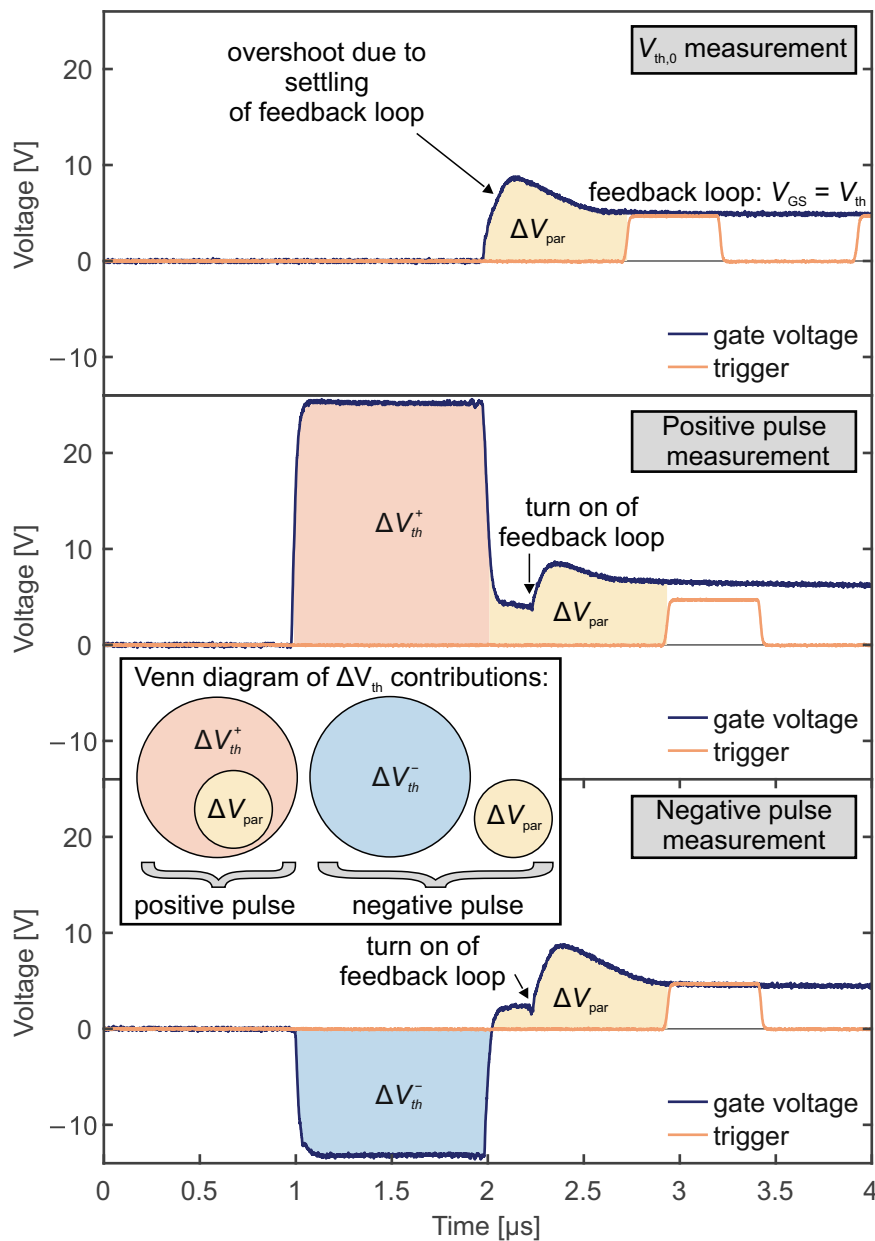 20
10
0
−10
Voltage [V]
overshoot due to
settling
of feedback loop
Vth,0 measurement
feedback loop: VGS = Vth
ΔVpar
gate voltage
trigger
20
10
0
−10
Voltage [V]
Positive pulse
measurement
ΔV+th
turn on of
feedback loop
ΔVpar
gate voltage
trigger
Venn diagram of ΔVth contributions:
ΔV+th
ΔVpar
ΔV−th
ΔVpar
positive pulse
negative pulse
20
10
0
−10
Voltage [V]
Negative pulse
measurement
turn on of
feedback loop
ΔVpar
ΔV−th
gate voltage
trigger
0 0.5 1 1.5 2 2.5 3 3.5 4
Time [µs]